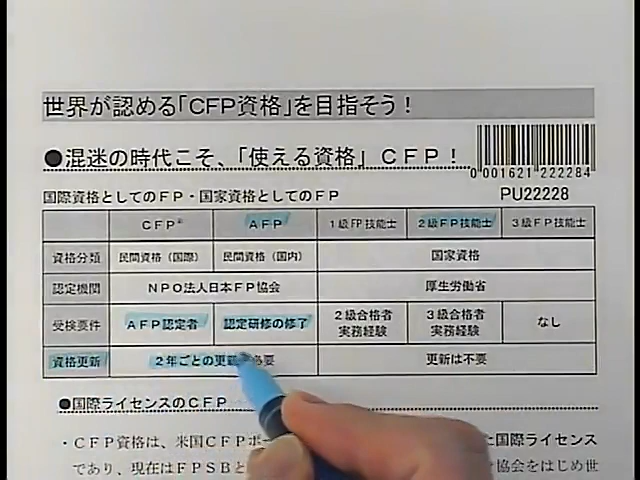 世界が認める「CFP資格」を目指そう！
●混迷の時代こそ、「使える資格」 ＣＦＰ！
0 001621 222284
国際資格としてのＦＰ・国家資格としてのＦＰ
PU22228
ＣＦＰ ＡＦＰ １級FP技能士 ２級ＦＰ技能士 ３級ＦＰ技能士
資格分類 民間資格（国際） 民間資格（国内） 国家資格
認定機関 ＮＰＯ法人日本ＦＰ協会 厚生労働省
受検要件 ＡＦＰ認定者 認定研修の修了 ２級合格者 ３級合格者 なし
実務経験 実務経験
資格更新 ２年ごとの更新 必要 更新は不要
●国際ライセンスのＣＦＰ
・ＣＦＰ資格は、米国ＣＦＰボー 国際ライセンス
であり、現在はＦＰＳＢと 協会をはじめ世